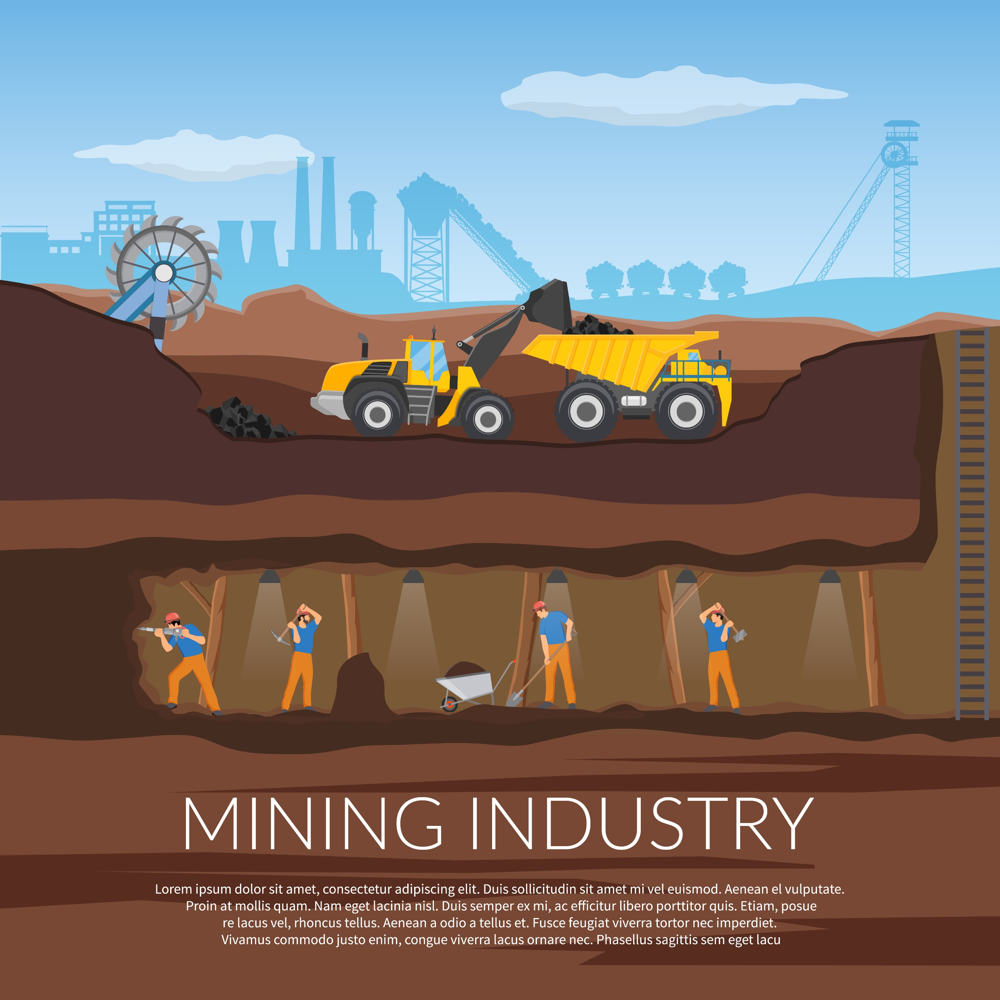 MINING INDUSTRY
Lorem ipsum dolor sit amet, consectetur adipiscing elit. Duis sollicitudin sit amet mi vel euismod. Aenean el vulputate.
Proin at mollis quam. Nam eget lacinia nisl. Duis semper ex mi, ac efficitur libero porttitor quis. Etiam, posue
re lacus vel, rhoncus tellus. Aenean a odio a tellus et. Fusce feugiat viverra tortor nec imperdiet.
Vivamus commodo justo enim, congue viverra lacus ornare nec. Phasellus sagittis sem eget lacu